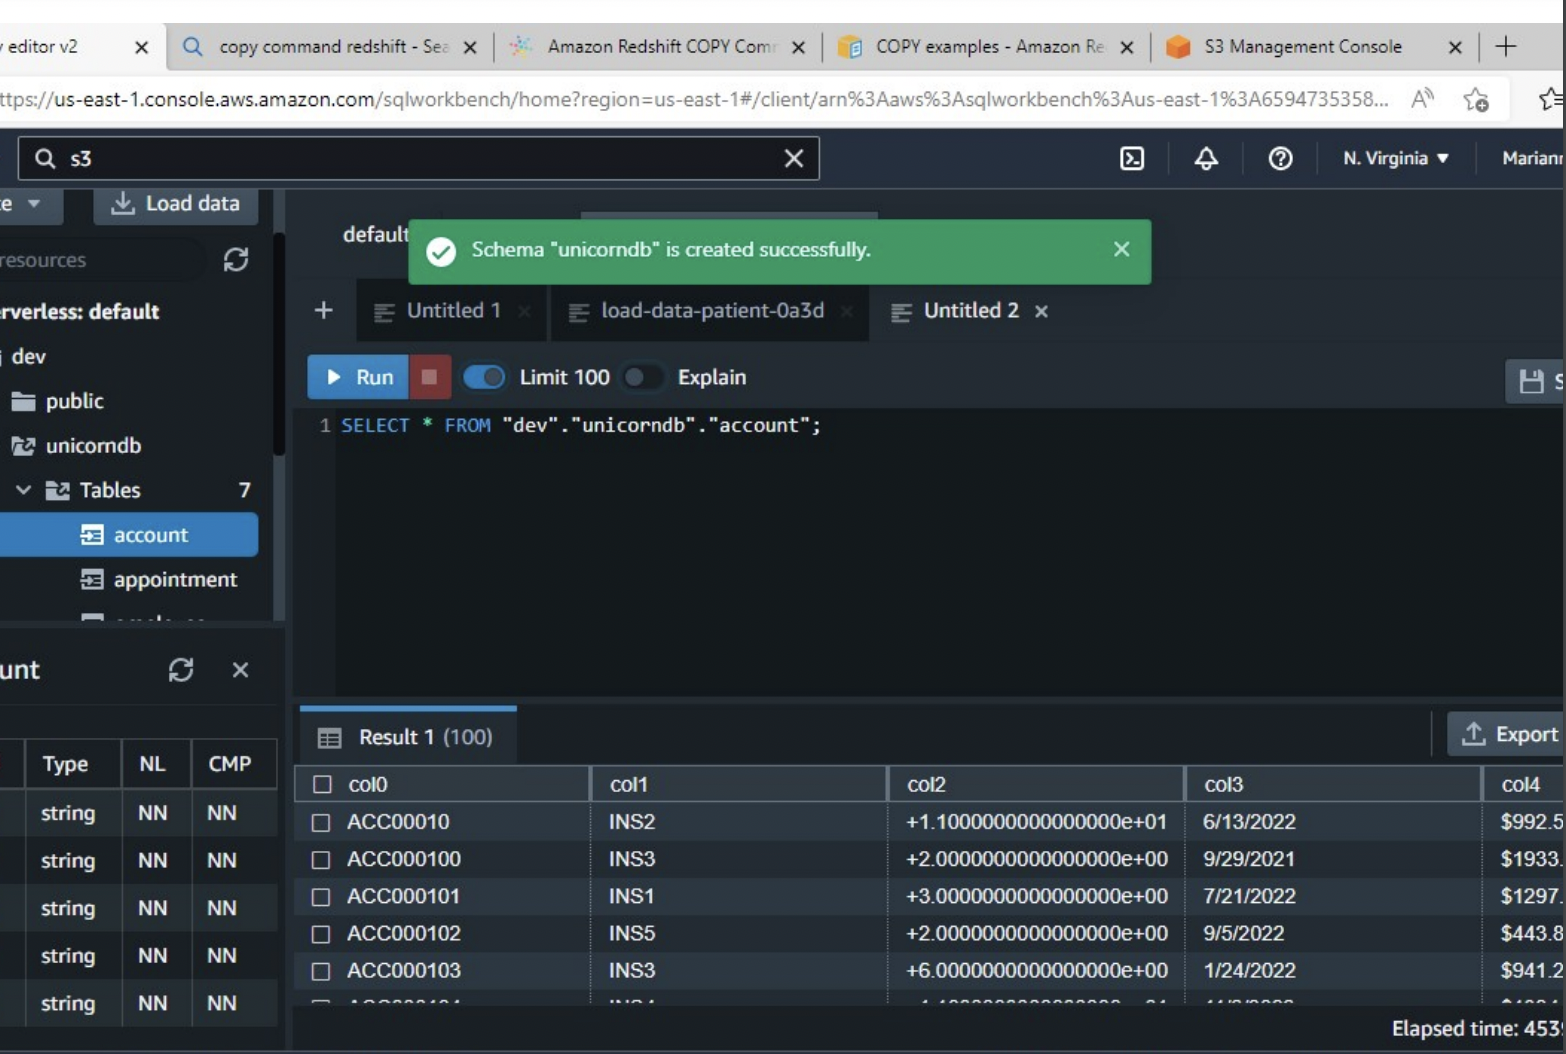 editor v2
copy command redshift - Sea
Amazon Redshift COPY Com
COPY examples - Amazon Re
S3 Management Console
ttps://us-east-1.console.aws.amazon.com/sqlworkbench/home?region=us-east-1#/client/arn%3Aaws%3Asqlworkbench%3Aus-east-1%3A6594735358...
s3
N. Virginia
Mariann
Load data
resources
default
Schema "unicorndb" is created successfully.
rverless: default
Untitled 1
load-data-patient-0a3d
Untitled 2
dev
Run
Limit 100
Explain
public
1 SELECT * FROM "dev"."unicorndb"."account";
unicorndb
Tables 7
account
appointment
unt
Result 1 (100)
Export
Type NL CMP
col0 col1 col2 col3 col4
string NN NN
ACC00010 INS2 +1.1000000000000000e+01 6/13/2022 $992.5
string NN NN
ACC000100 INS3 +2.0000000000000000e+00 9/29/2021 $1933.
string NN NN
ACC000101 INS1 +3.0000000000000000e+00 7/21/2022 $1297.
string NN NN
ACC000102 INS5 +2.0000000000000000e+00 9/5/2022 $443.8
string NN NN
ACC000103 INS3 +6.0000000000000000e+00 1/24/2022 $941.2
Elapsed time: 453